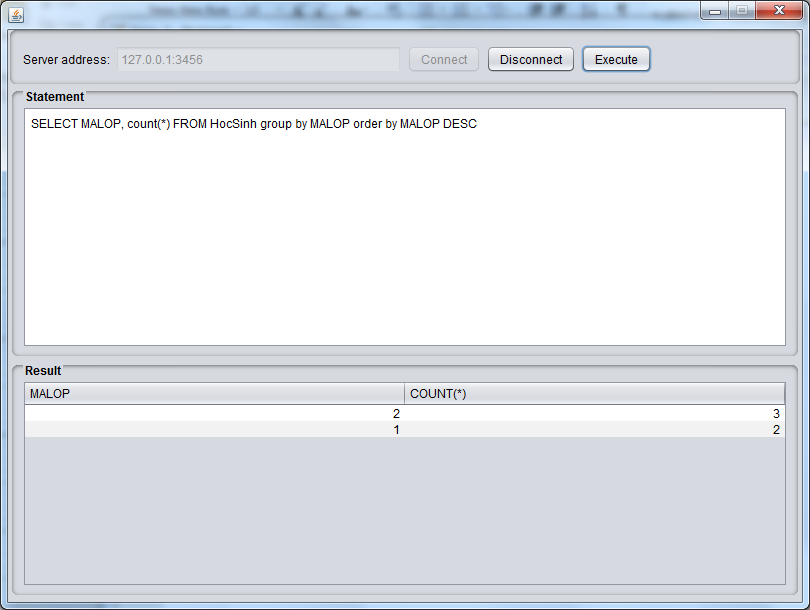 Server address: 127.0.0.1:3456 Connect Disconnect Execute
Statement
SELECT MALOP, count(*) FROM HocSinh group by MALOP order by MALOP DESC
Result
MALOP COUNT(*)
2 3
1 2